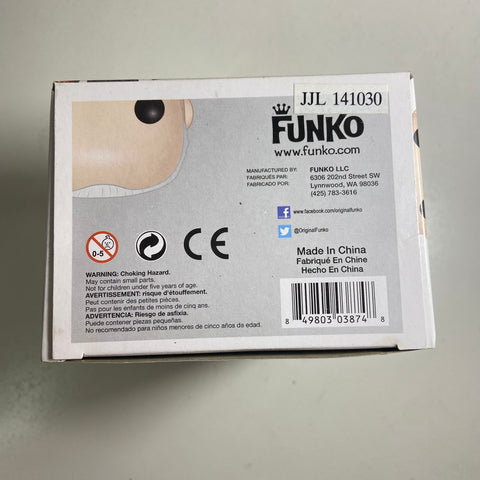 JJL 141030
FUNKO
www.funko.com
MANUFACTURED BY: FUNKO LLC
FABRIQUÉS PAR: 6306 202nd Street SW
FABRICADO POR: Lynnwood, WA 98036
(425) 783-3616
f www.facebook.com/originalfunko
@OriginalFunko
0-5
CE
Made In China
Fabriqué En Chine
Hecho En China
WARNING: Choking Hazard.
May contain small parts.
Not for children under five years of age.
AVERTISSEMENT: risque d'étouffement.
Peut contenir des petites pièces.
Pas pour les enfants de moins de cinq ans.
ADVERTENCIA: Riesgo de asfixia.
Puede contener piezas pequeñas.
No recomendado para niños menores de cinco años de edad.
8 49803 03874 8